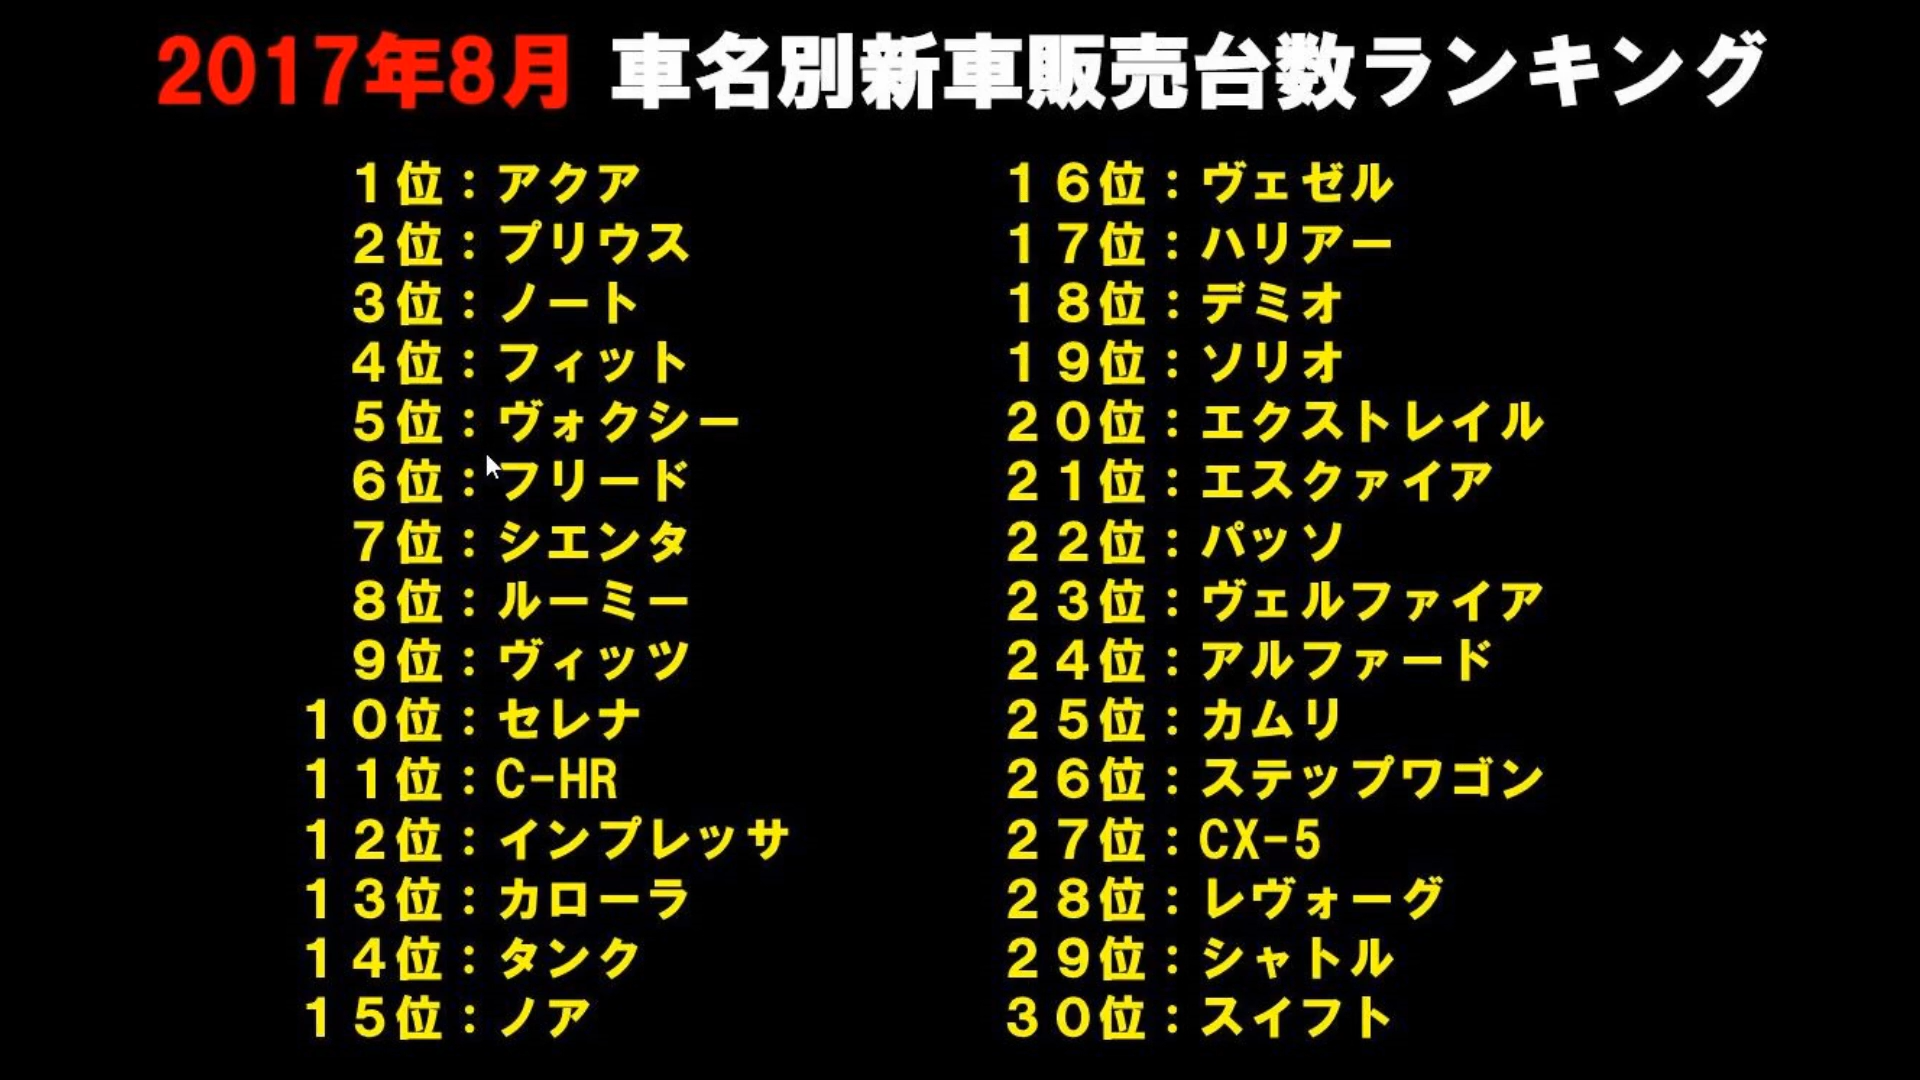 2017年8月 車名別新車販売台数ランキング
1位：アクア
2位：プリウス
3位：ノート
4位：フィット
5位：ヴォクシー
6位：フリード
7位：シエンタ
8位：ルーミー
9位：ヴィッツ
10位：セレナ
11位：C-HR
12位：インプレッサ
13位：カローラ
14位：タンク
15位：ノア
16位：ヴェゼル
17位：ハリアー
18位：デミオ
19位：ソリオ
20位：エクストレイル
21位：エスクァイア
22位：パッソ
23位：ヴェルファイア
24位：アルファード
25位：カムリ
26位：ステップワゴン
27位：CX-5
28位：レヴォーグ
29位：シャトル
30位：スイフト